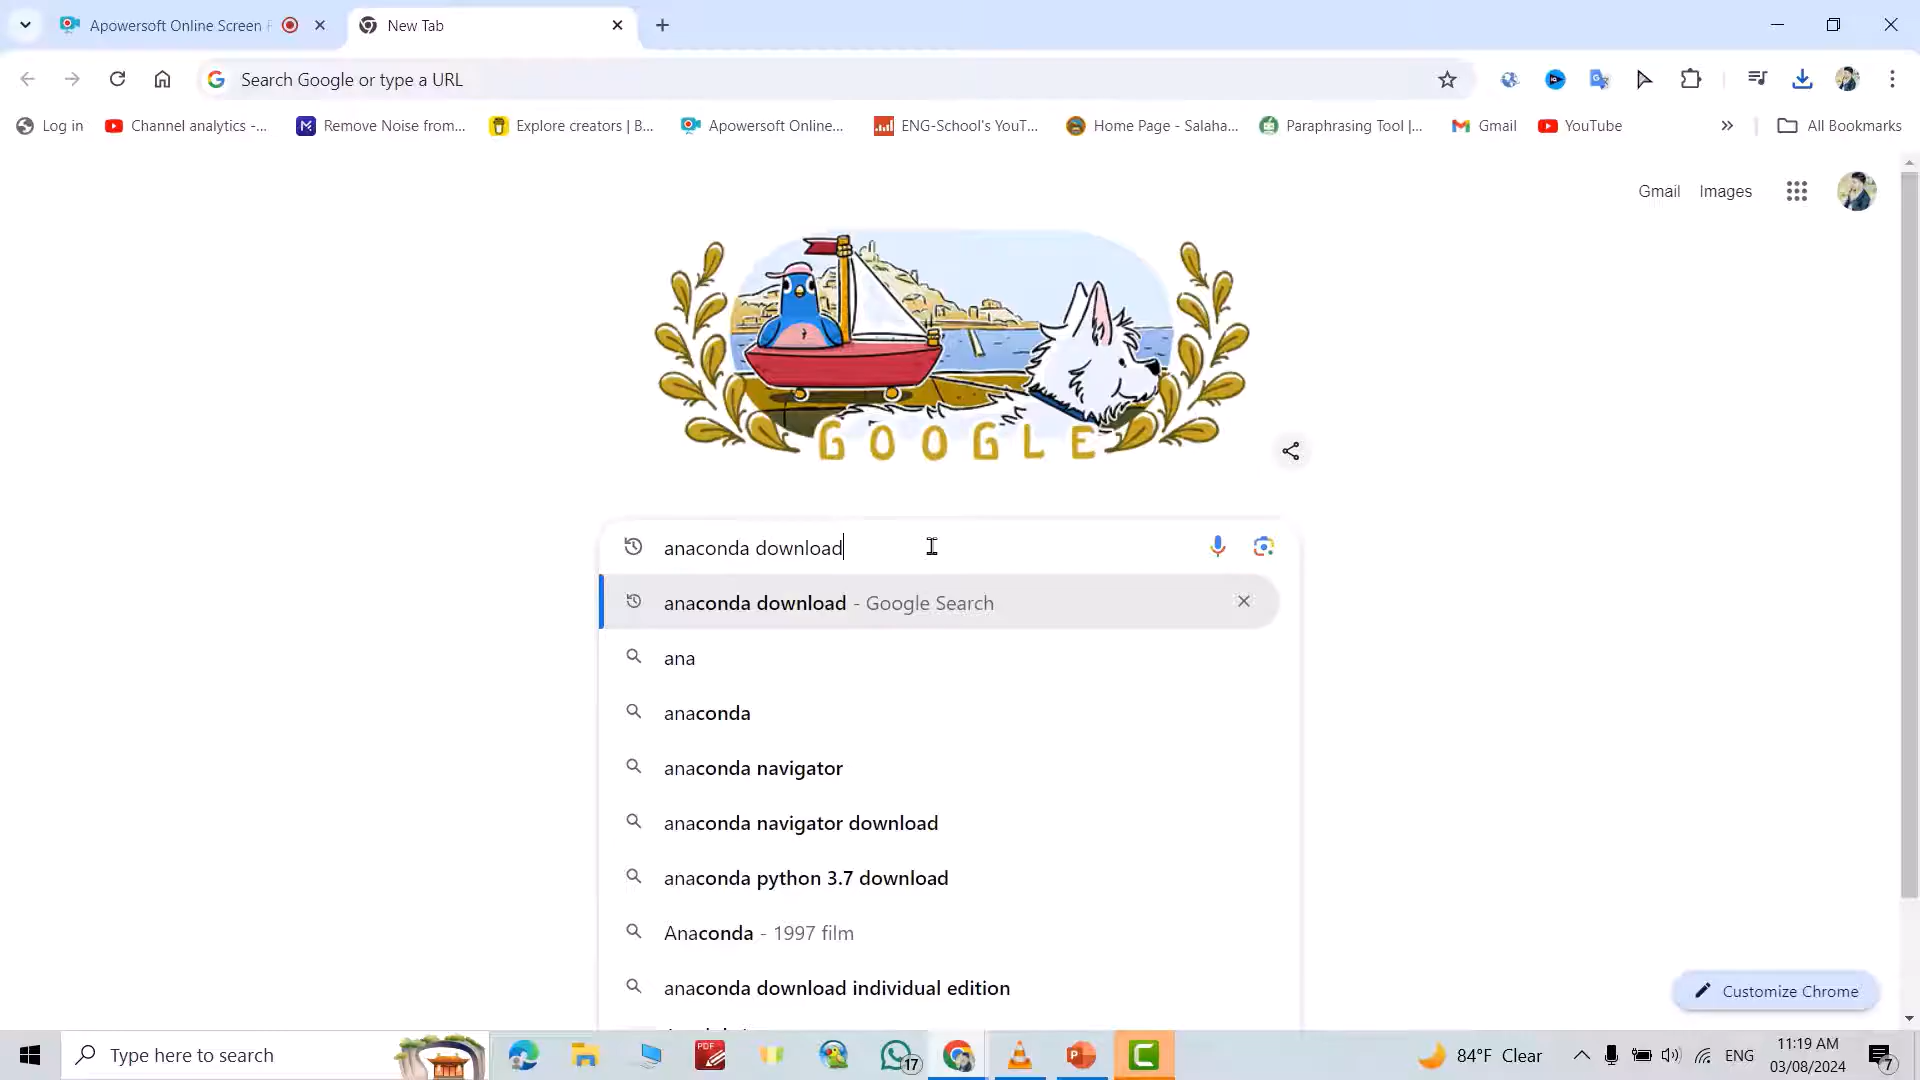 Apowersoft Online Screen
New Tab
Search Google or type a URL
Log in
Channel analytics -...
Remove Noise from...
Explore creators | B...
Apowersoft Online...
ENG-School's YouT...
Home Page - Salaha...
Paraphrasing Tool |...
Gmail
YouTube
All Bookmarks
Gmail
Images
GOOGLE
anaconda download
anaconda download - Google Search
ana
anaconda
anaconda navigator
anaconda navigator download
anaconda python 3.7 download
Anaconda - 1997 film
anaconda download individual edition
Customize Chrome
Type here to search
PDF
17
84°F Clear
ENG
11:19 AM
03/08/2024
7